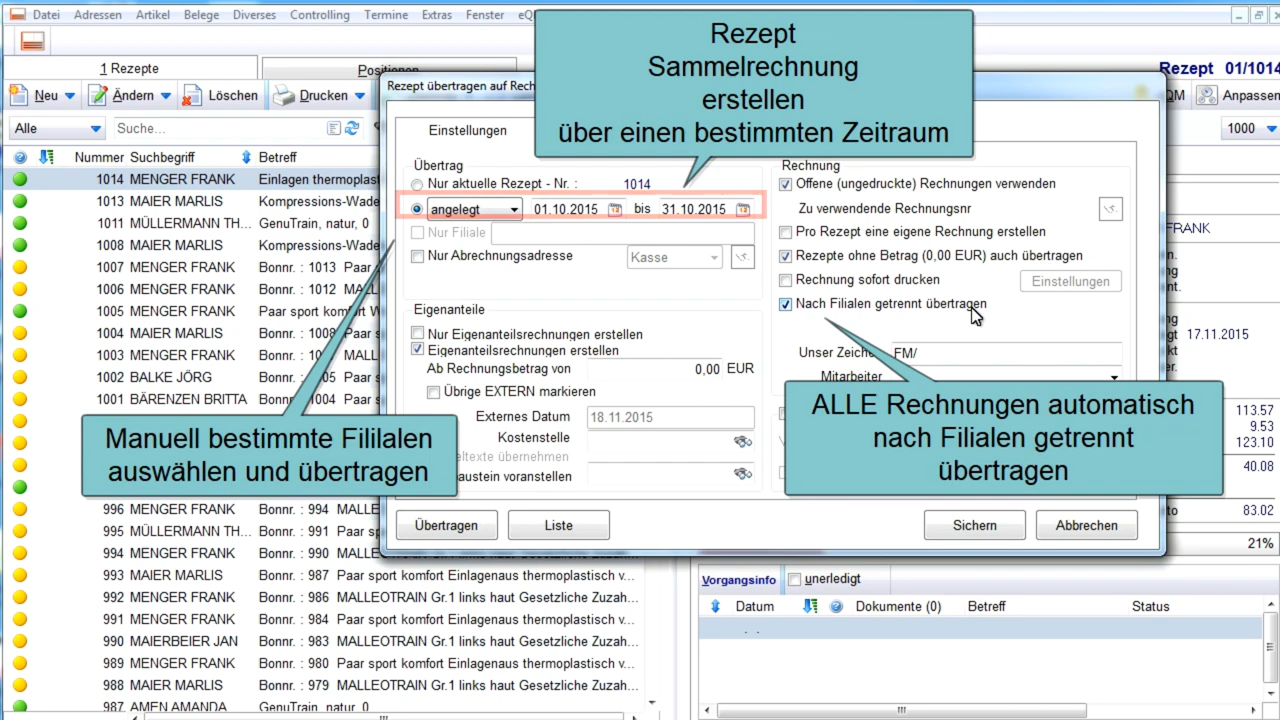 Datei Adressen Artikel Belege Diverses Controlling Termine Extras Fenster
1 Rezepte
Positionen
Rezept 01/1014
Neu Ändern Löschen Drucken
Anpassen
Alle Suche...
1000
Nummer Suchbegriff Betreff
1014 MENGER FRANK Einlagen thermoplast
1013 MAIER MARLIS Kompressions-Wade
1011 MÜLLERMANN TH... GenuTrain, natur, 0
1008 MAIER MARLIS Kompressions-Wade
1007 MENGER FRANK Bonnr. : 1013 Paar
1006 MENGER FRANK Bonnr. : 1012 MALL
1005 MENGER FRANK Paar sport komfort W
1004 MAIER MARLIS Bonnr. : 1008 Paar s
1003 MENGER FRANK Bonnr. : 10 MALL
1002 BALKE JÖRG Bonnr. : 05 Paar s
1001 BÄRENZEN BRITTA Bonnr. : 1004 Paar s
996 MENGER FRANK Bonnr. : 994 MALLE
995 MÜLLERMANN TH... Bonnr. : 991 Paar sp
994 MENGER FRANK Bonnr. : 990 MALLE
993 MAIER MARLIS Bonnr. : 987 Paar sport komfort Einlagenaus thermoplastisch v...
992 MENGER FRANK Bonnr. : 986 MALLEOTRAIN Gr.1 links haut Gesetzliche Zuzah...
991 MENGER FRANK Bonnr. : 984 Paar sport komfort Einlagenaus thermoplastisch v...
990 MAIERBEIER JAN Bonnr. : 983 MALLEOTRAIN Gr.1 links haut Gesetzliche Zuzah...
989 MENGER FRANK Bonnr. : 980 Paar sport komfort Einlagenaus thermoplastisch v...
988 MAIER MARLIS Bonnr. : 979 MALLEOTRAIN Gr.1 links haut Gesetzliche Zuzah...
987 AMEN AMANDA GenuTrain, natur, 0
Rezept übertragen auf Rech
Einstellungen
Rezept
Sammelrechnung
erstellen
über einen bestimmten Zeitraum
Übertrag
Nur aktuelle Rezept - Nr. : 1014
angelegt 01.10.2015 bis 31.10.2015
Nur Filiale
Nur Abrechnungsadresse Kasse
Eigenanteile
Nur Eigenanteilsrechnungen erstellen
Eigenanteilsrechnungen erstellen
Ab Rechnungsbetrag von 0,00 EUR
Übrige EXTERN markieren
Externes Datum 18.11.2015
Kostenstelle
eltexte übernehmen
austein voranstellen
Rechnung
Offene (ungedruckte) Rechnungen verwenden
Zu verwendende Rechnungsnr
Pro Rezept eine eigene Rechnung erstellen
Rezepte ohne Betrag (0,00 EUR) auch übertragen
Rechnung sofort drucken Einstellungen
Nach Filialen getrennt übertragen
Unser Zeiche FM/
Mitarbeiter
Manuell bestimmte Fililalen
auswählen und übertragen
ALLE Rechnungen automatisch
nach Filialen getrennt
übertragen
Übertragen Liste Sichern Abbrechen
FRANK
17.11.2015
113.57
9.53
123.10
40.08
83.02
21%
Vorgangsinfo unerledigt
Datum Dokumente (0) Betreff Status